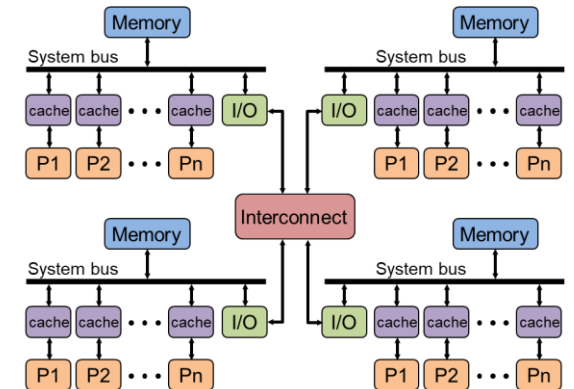 Memory
Memory
System bus
System bus
cache cache • • • cache I/O
I/O cache cache • • • cache
P1 P2 • • • Pn
P1 P2 • • • Pn
Interconnect
Memory
Memory
System bus
System bus
cache cache • • • cache I/O
I/O cache cache • • • cache
P1 P2 • • • Pn
P1 P2 • • • Pn